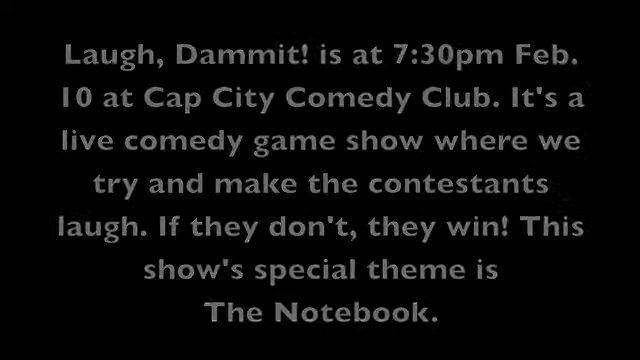 Laugh, Dammit! is at 7:30pm Feb.
10 at Cap City Comedy Club. It's a
live comedy game show where we
try and make the contestants
laugh. If they don't, they win! This
show's special theme is
The Notebook.